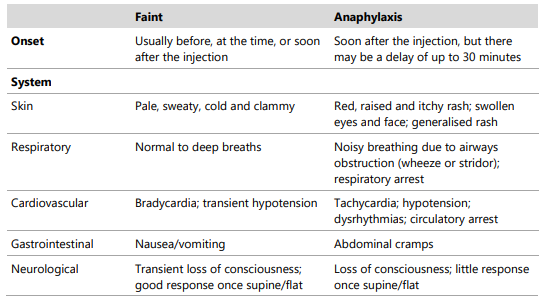 Faint Anaphylaxis
Onset Usually before, at the time, or soon Soon after the injection, but there
after the injection may be a delay of up to 30 minutes
System
Skin Pale, sweaty, cold and clammy Red, raised and itchy rash; swollen
eyes and face; generalised rash
Respiratory Normal to deep breaths Noisy breathing due to airways
obstruction (wheeze or stridor);
respiratory arrest
Cardiovascular Bradycardia; transient hypotension Tachycardia; hypotension;
dysrhythmias; circulatory arrest
Gastrointestinal Nausea/vomiting Abdominal cramps
Neurological Transient loss of consciousness; Loss of consciousness; little response
good response once supine/flat once supine/flat